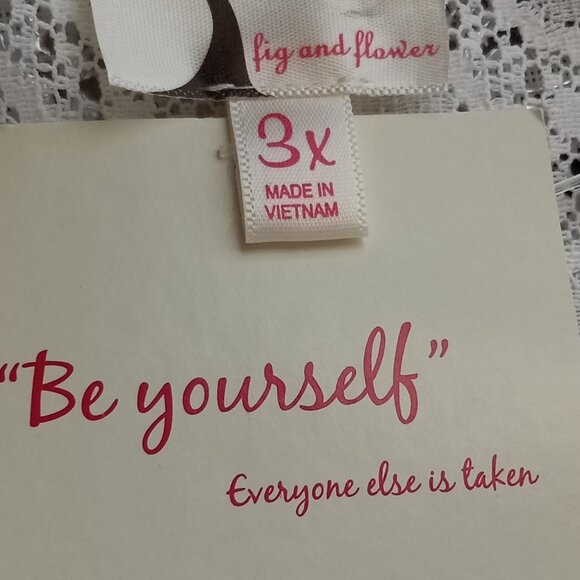 fig and flower
3x
MADE IN
VIETNAM
“Be yourself”
Everyone else is taken